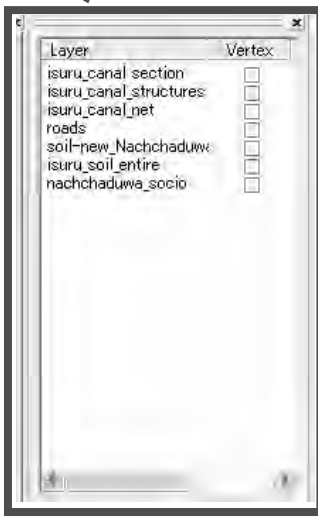 Layer Vertex
isuru_canal section
isuru_canal_structures
isuru_canal_net
roads
soil-new_Nachchaduwa
isuru_soil_entire
nachchaduwa_socio